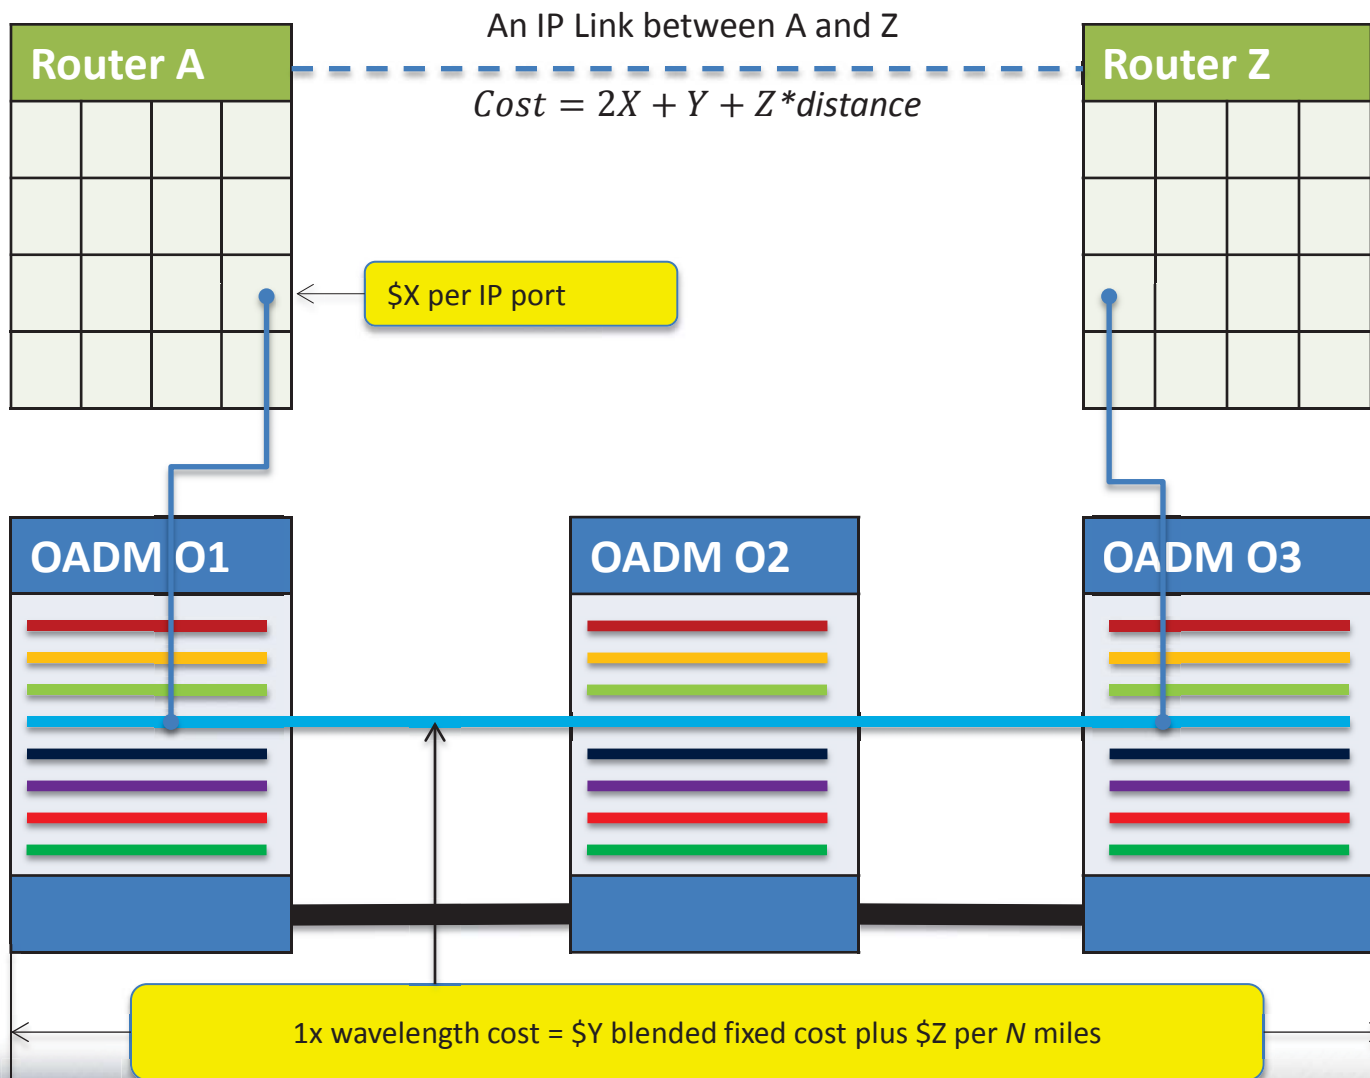 An IP Link between A and Z
Router A
Router Z
Cost = 2X + Y + Z*distance
$X per IP port
OADM O1
OADM O2
OADM O3
1x wavelength cost = $Y blended fixed cost plus $Z per N miles